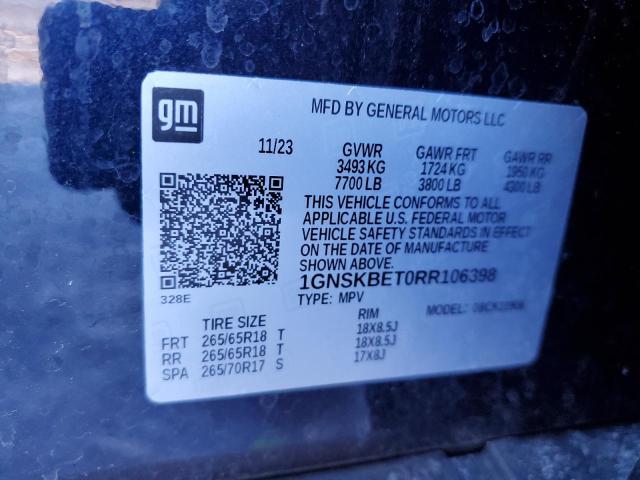 gm
MFD BY GENERAL MOTORS LLC
11/23 GVWR GAWR FRT GAWR RR
3493 KG 1724 KG 1950 KG
7700 LB 3800 LB 4300 LB
THIS VEHICLE CONFORMS TO ALL
APPLICABLE U.S. FEDERAL MOTOR
VEHICLE SAFETY STANDARDS IN EFFECT
ON THE DATE OF MANUFACTURE
SHOWN ABOVE.
1GNSKBET0RR106398
328E
TYPE: MPV MODEL:
TIRE SIZE RIM
FRT 265/65R18 T 18X8.5J
RR 265/65R18 T 18X8.5J
SPA 265/70R17 S 17X8J